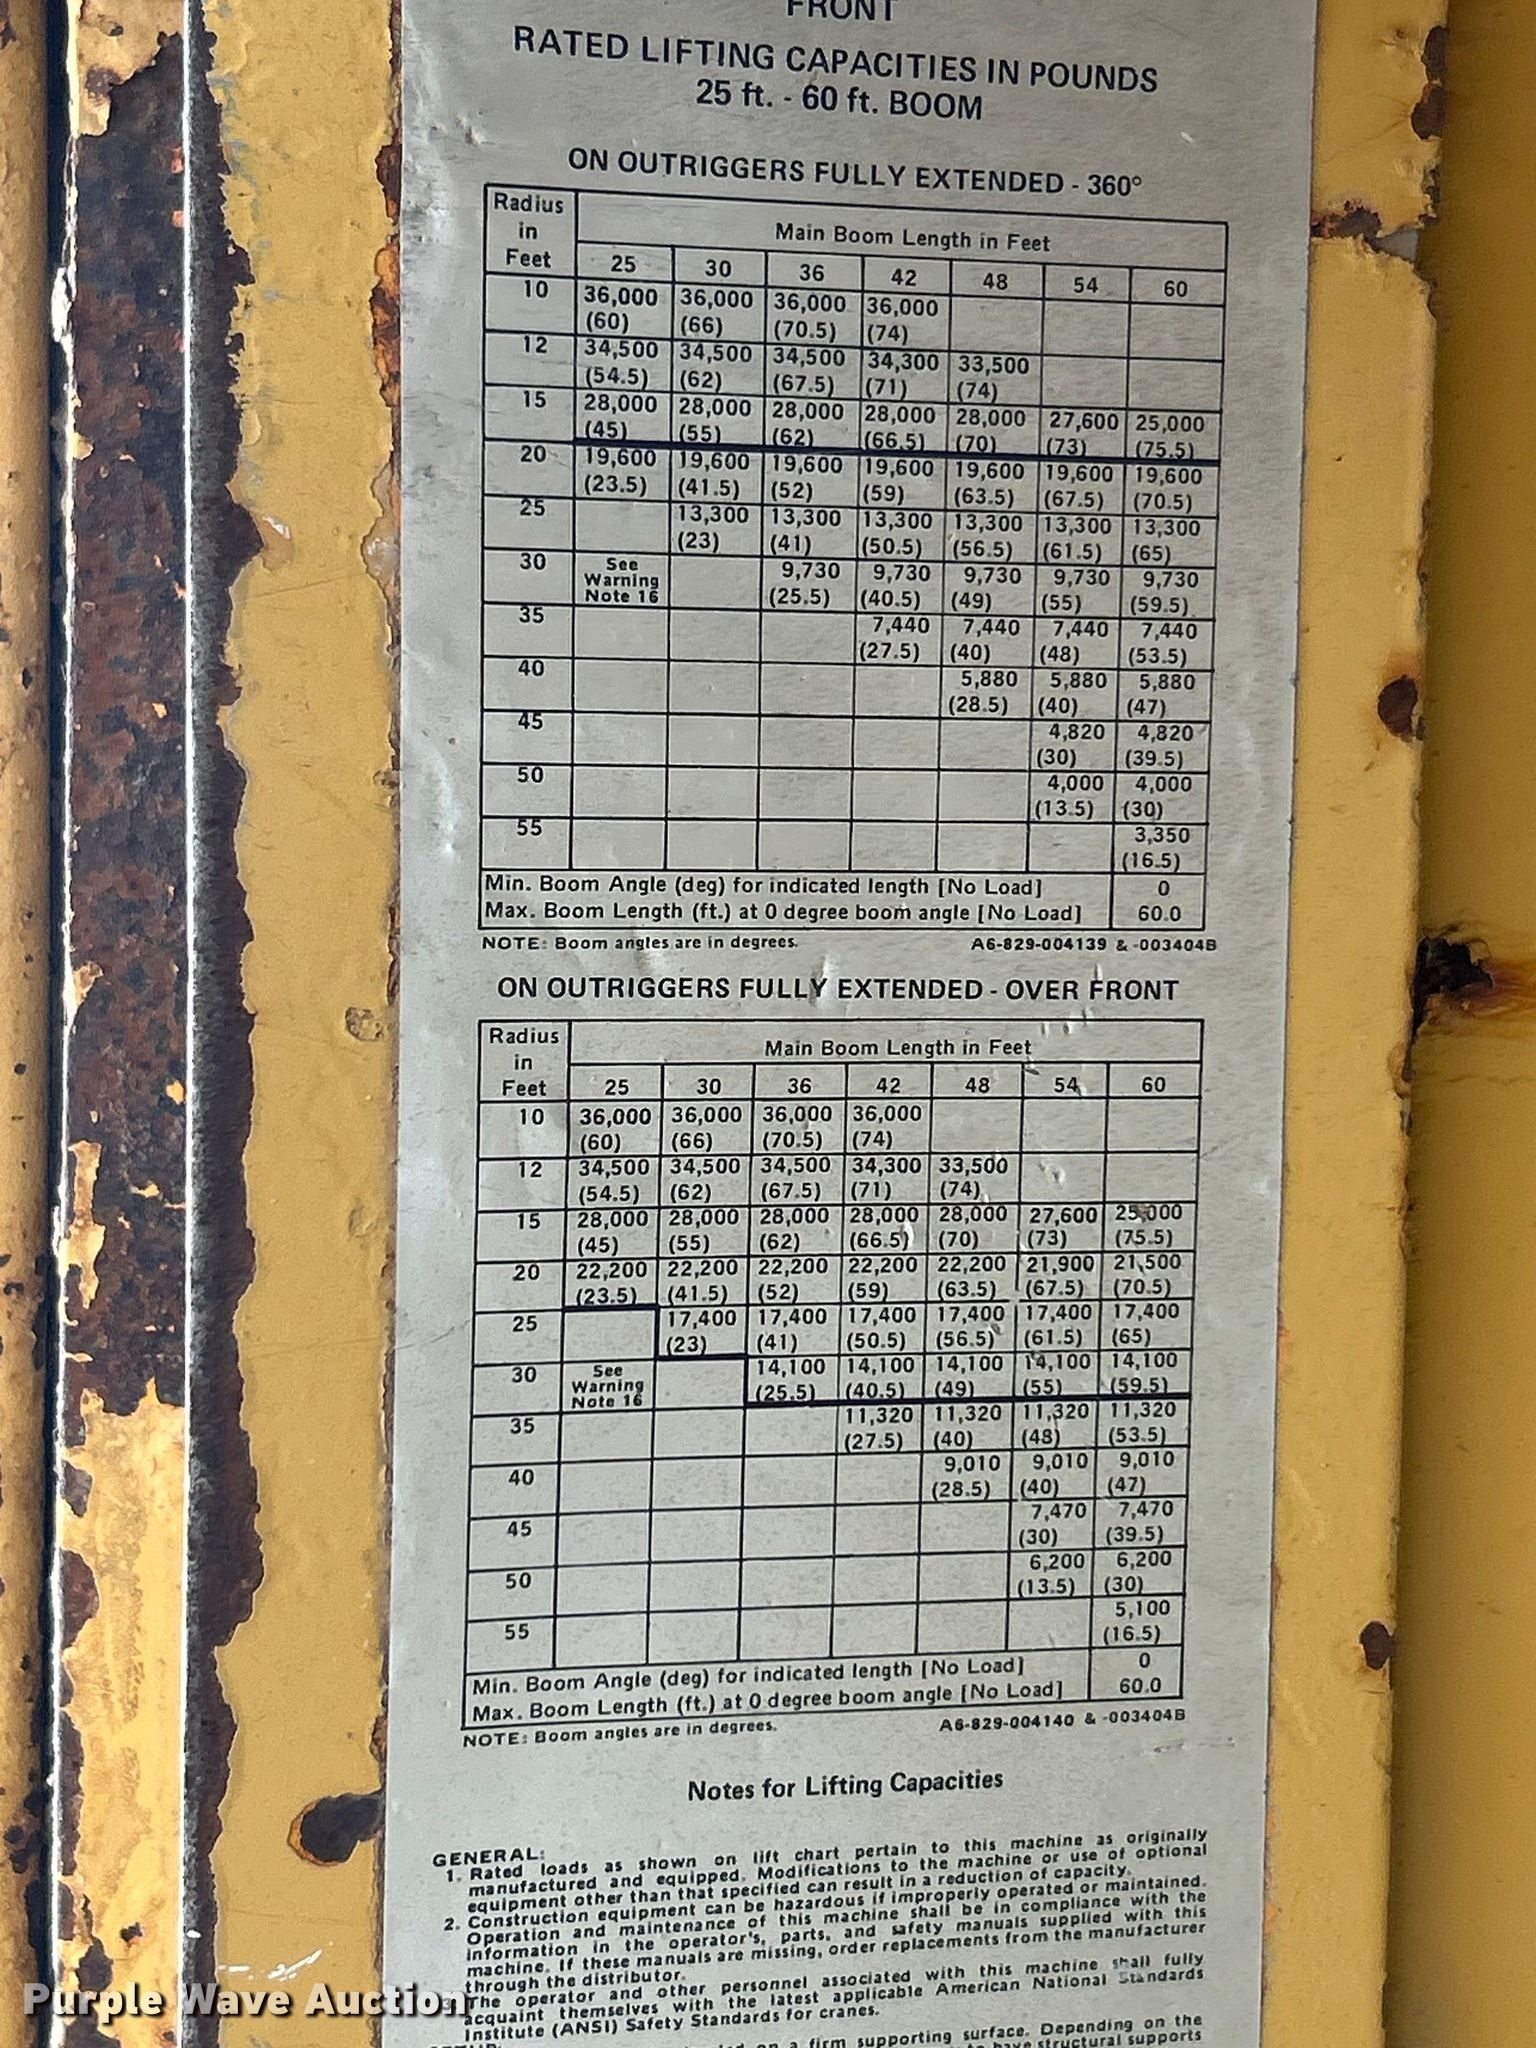 FRONT
RATED LIFTING CAPACITIES IN POUNDS
25 ft. - 60 ft. BOOM
ON OUTRIGGERS FULLY EXTENDED - 360°
Radius in Feet
Main Boom Length in Feet
25 30 36 42 48 54 60
10 36,000 36,000 36,000 36,000
(60) (66) (70.5) (74)
12 34,500 34,500 34,500 34,300 33,500
(54.5) (62) (67.5) (71) (74)
15 28,000 28,000 28,000 28,000 28,000 27,600 25,000
(45) (55) (62) (66.5) (70) (73) (75.5)
20 19,600 19,600 19,600 19,600 19,600 19,600 19,600
(23.5) (41.5) (52) (59) (63.5) (67.5) (70.5)
25 13,300 13,300 13,300 13,300 13,300 13,300
(23) (41) (50.5) (56.5) (61.5) (65)
30 See Warning Note 16 9,730 9,730 9,730 9,730 9,730
(25.5) (40.5) (49) (55) (59.5)
35 7,440 7,440 7,440 7,440
(27.5) (40) (48) (53.5)
40 5,880 5,880 5,880
(28.5) (40) (47)
45 4,820 4,820
(30) (39.5)
50 4,000 4,000
(13.5) (30)
55 3,350
(16.5)
Min. Boom Angle (deg) for indicated length [No Load] 0
Max. Boom Length (ft.) at 0 degree boom angle [No Load] 60.0
NOTE: Boom angles are in degrees. A6-829-004139 & -003404B
ON OUTRIGGERS FULLY EXTENDED - OVER FRONT
Radius in Feet
Main Boom Length in Feet
25 30 36 42 48 54 60
10 36,000 36,000 36,000 36,000
(60) (66) (70.5) (74)
12 34,500 34,500 34,500 34,300 33,500
(54.5) (62) (67.5) (71) (74)
15 28,000 28,000 28,000 28,000 28,000 27,600 25,000
(45) (55) (62) (66.5) (70) (73) (75.5)
20 22,200 22,200 22,200 22,200 22,200 21,900 21,500
(23.5) (41.5) (52) (59) (63.5) (67.5) (70.5)
25 17,400 17,400 17,400 17,400 17,400 17,400
(23) (41) (50.5) (56.5) (61.5) (65)
30 See Warning Note 16 14,100 14,100 14,100 14,100 14,100
(25.5) (40.5) (49) (55) (59.5)
35 11,320 11,320 11,320 11,320
(27.5) (40) (48) (53.5)
40 9,010 9,010 9,010
(28.5) (40) (47)
45 7,470 7,470
(30) (39.5)
50 6,200 6,200
(13.5) (30)
55 5,100
(16.5)
Min. Boom Angle (deg) for indicated length [No Load] 0
Max. Boom Length (ft.) at 0 degree boom angle [No Load] 60.0
NOTE: Boom angles are in degrees. A6-829-004140 & -003404B
Notes for Lifting Capacities
GENERAL:
1. Rated loads as shown on lift chart pertain to this machine as originally
manufactured and equipped. Modifications to the machine or use of optional
equipment other than that specified can result in a reduction of capacity.
2. Construction equipment can be hazardous if improperly operated or maintained.
Operation and maintenance of this machine shall be in compliance with the
information in the operator's, parts, and safety manuals supplied with this
machine. If these manuals are missing, order replacements from the manufacturer
through the distributor.
The operator and other personnel associated with this machine shall fully
acquaint themselves with the latest applicable American National Standards
Institute (ANSI) Safety Standards for cranes.
on a firm supporting surface. Depending on the
have structural supports
Purple Wave Auction